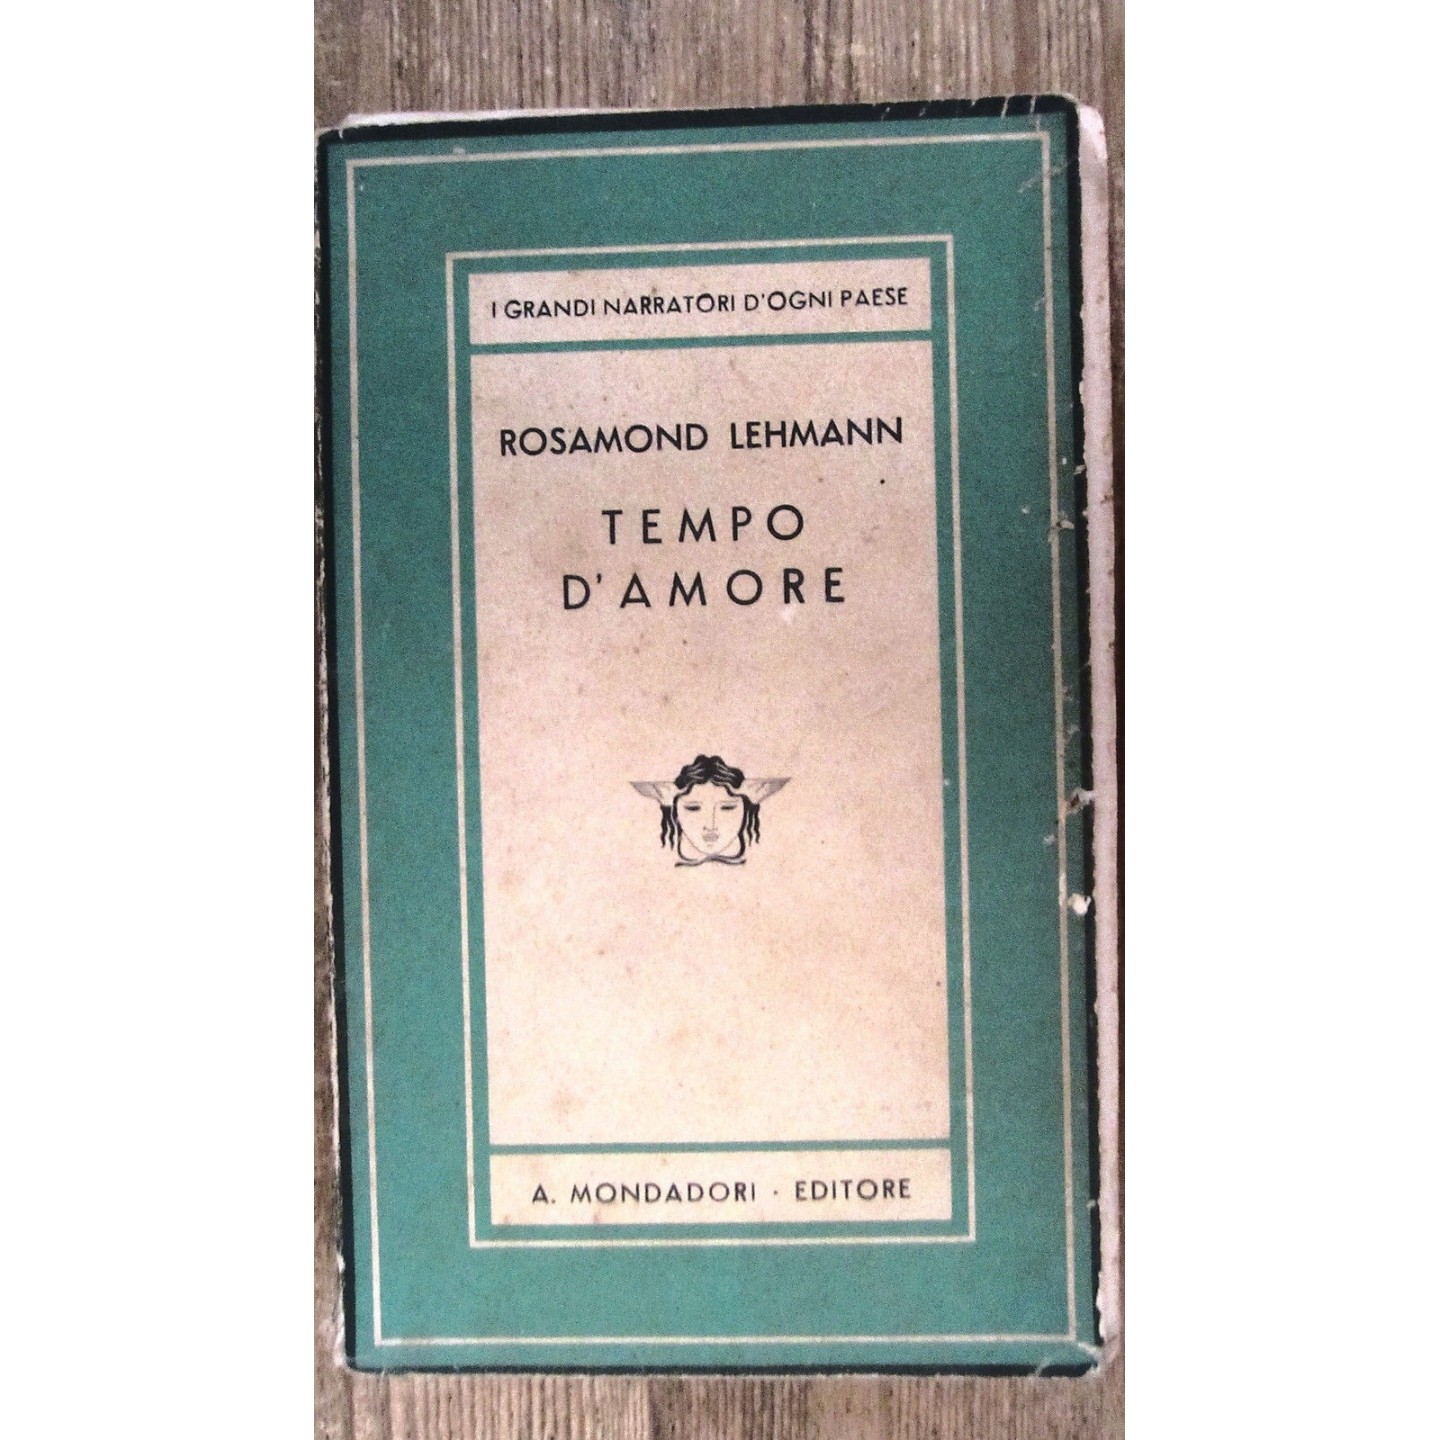 I GRANDI NARRATORI D'OGNI PAESE
ROSAMOND LEHMANN
TEMPO
D'AMORE
A. MONDADORI · EDITORE